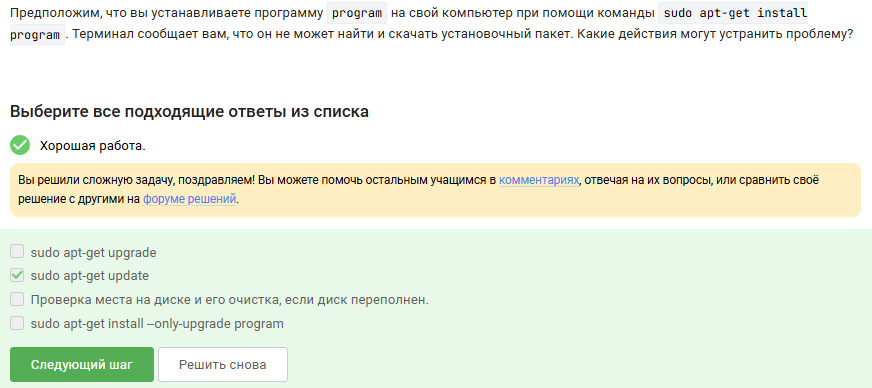 Предположим, что вы устанавливаете программу program на свой компьютер при помощи команды sudo apt-get install
program. Терминал сообщает вам, что он не может найти и скачать установочный пакет. Какие действия могут устранить проблему?
Выберите все подходящие ответы из списка
Хорошая работа.
Вы решили сложную задачу, поздравляем! Вы можете помочь остальным учащимся в комментариях, отвечая на их вопросы, или сравнить своё
решение с другими на форуме решений.
sudo apt-get upgrade
sudo apt-get update
Проверка места на диске и его очистка, если диск переполнен.
sudo apt-get install --only-upgrade program
Следующий шаг Решить снова